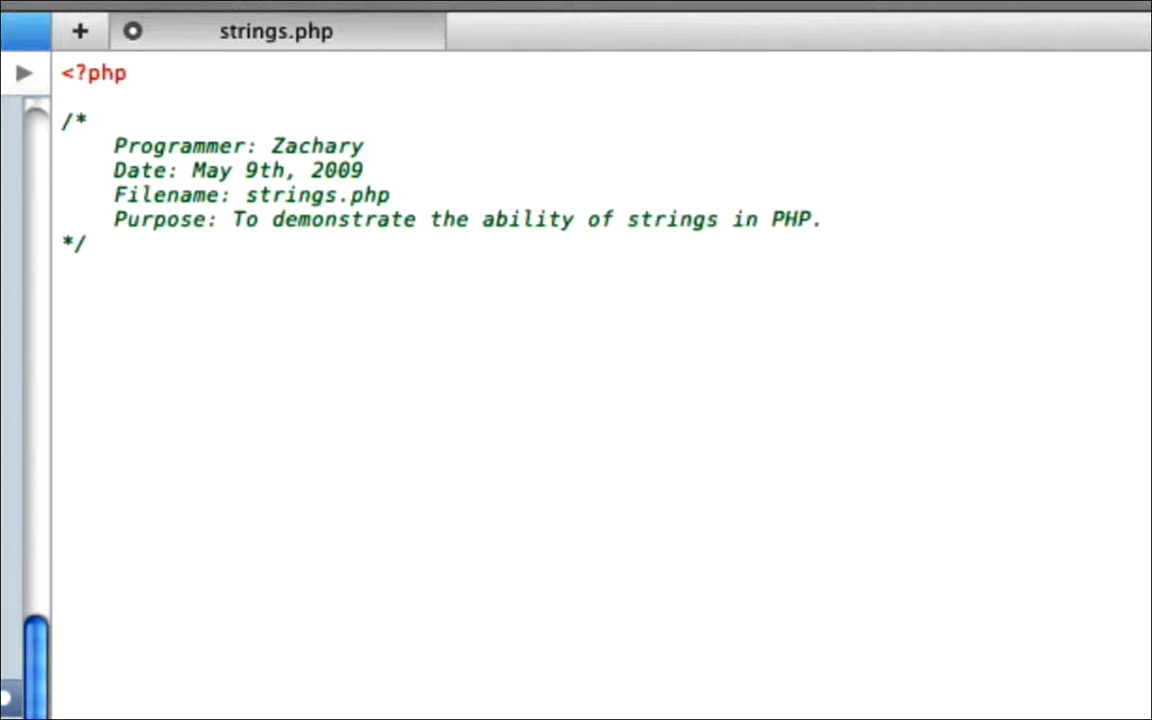 + strings.php
<?php
/*
Programmer: Zachary
Date: May 9th, 2009
Filename: strings.php
Purpose: To demonstrate the ability of strings in PHP.
*/